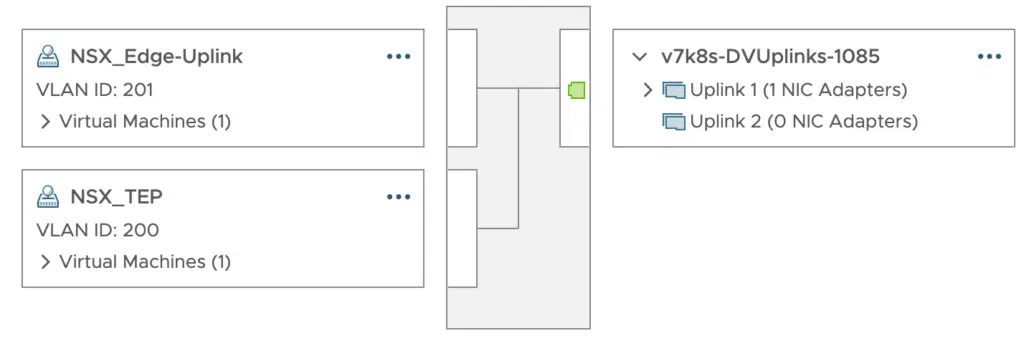 NSX_Edge-Uplink
VLAN ID: 201
Virtual Machines (1)
NSX_TEP
VLAN ID: 200
Virtual Machines (1)
v7k8s-DVUplinks-1085
Uplink 1 (1 NIC Adapters)
Uplink 2 (0 NIC Adapters)